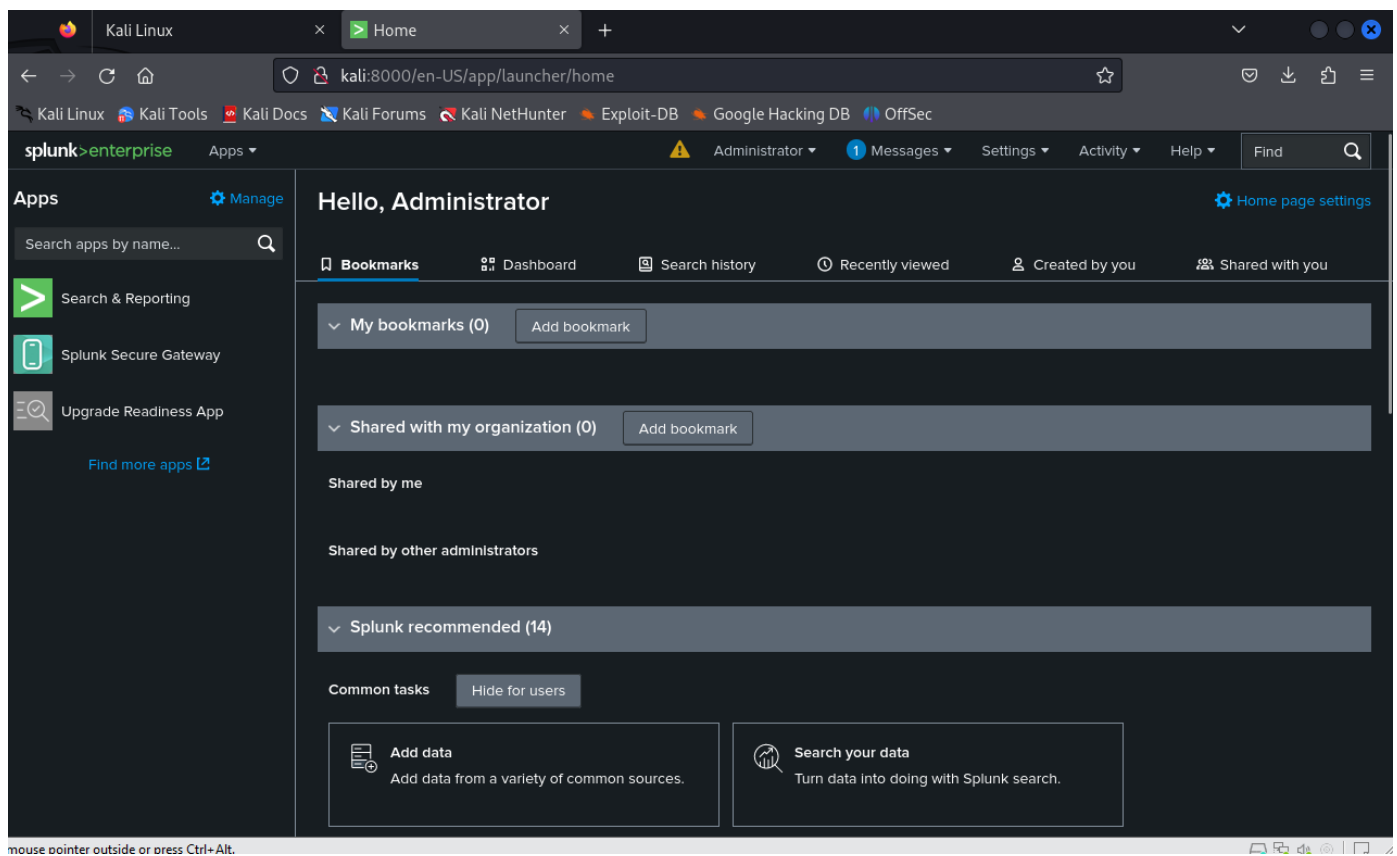 Kali Linux
Home
kali:8000/en-US/app/launcher/home
Kali Linux Kali Tools Kali Docs Kali Forums Kali NetHunter Exploit-DB Google Hacking DB OffSec
splunk>enterprise Apps Administrator 1 Messages Settings Activity Help Find
Apps Manage
Search apps by name...
Search & Reporting
Splunk Secure Gateway
Upgrade Readiness App
Find more apps
Hello, Administrator Home page settings
Bookmarks Dashboard Search history Recently viewed Created by you Shared with you
My bookmarks (0) Add bookmark
Shared with my organization (0) Add bookmark
Shared by me
Shared by other administrators
Splunk recommended (14)
Common tasks Hide for users
Add data
Add data from a variety of common sources.
Search your data
Turn data into doing with Splunk search.
mouse pointer outside or press Ctrl+Alt.